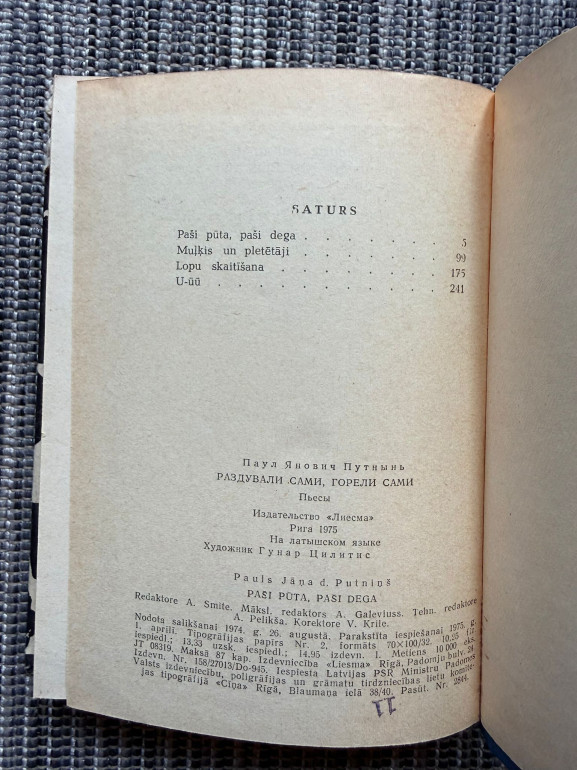 SATURS
Paši pūta, paši dega . . . . . . . 5
Muļķis un pletētāji . . . . . . . 99
Lopu skaitīšana . . . . . . . . 175
U-ūū . . . . . . . . . . . 241
Паул Янович Путнынь
РАЗДУВАЛИ САМИ, ГОРЕЛИ САМИ
Пьесы
Издательство «Лиесма»
Рига 1975
На латышском языке
Художник Гунар Цилитис
Pauls Jāņa d. Putniņš
PAŠI PŪTA, PAŠI DEGA
Redaktore A. Smite. Māksl. redaktors A. Galeviuss. Tehn. redaktore
A. Pelikša. Korektore V. Krile.
Nodota salikšanai 1974. g. 26. augustā. Parakstīta iespiešanai 1975. g.
1. aprīlī. Tipogrāfijas papīrs Nr. 2, formāts 70×100/32. 10,25 fiz.
iespiedl.; 13,33 uzsk. iespiedl.; 14,95 izdevn. l. Metiens 10 000 eks.
JT 08319. Maksā 87 kap. Izdevniecība «Liesma» Rīgā, Padomju bulv. 24.
Izdevn. Nr. 158/27013/Do-945. Iespiesta Latvijas PSR Ministru Padomes
Valsts izdevniecību, poligrāfijas un grāmatu tirdzniecības lietu komite-
jas tipogrāfijā «Cīņa» Rīgā, Blaumaņa ielā 38/40. Pasūt. Nr. 2844.
11